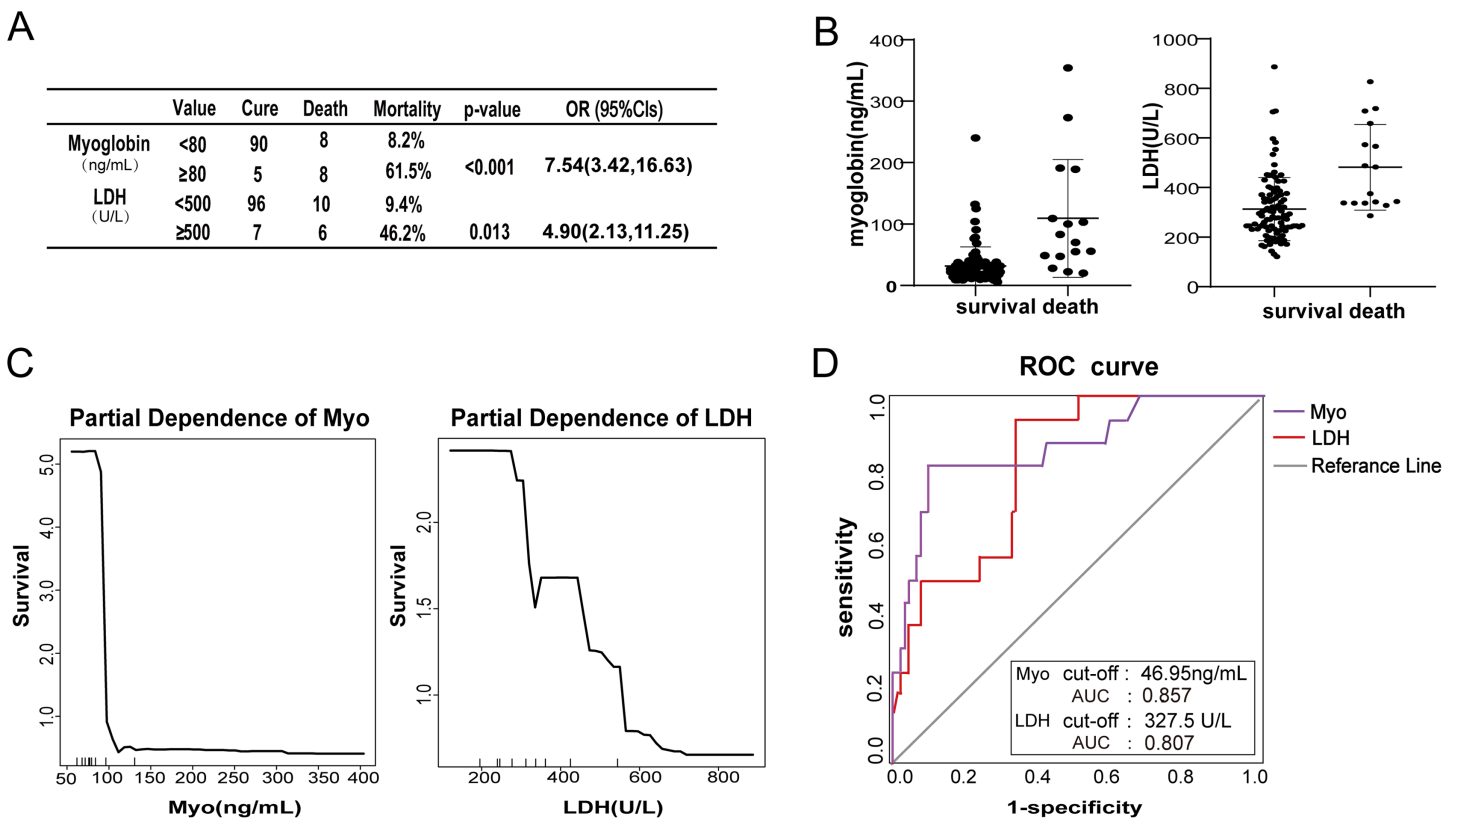 A
Value Cure Death Mortality p-value OR (95%CIs)
Myoglobin <80 90 8 8.2%
(ng/mL) ≥80 5 8 61.5% <0.001 7.54(3.42,16.63)
LDH <500 96 10 9.4%
(U/L) ≥500 7 6 46.2% 0.013 4.90(2.13,11.25)
B
myoglobin(ng/mL)
400
300
200
100
0
survival death
LDH(U/L)
1000
800
600
400
200
0
survival death
C
Partial Dependence of Myo
Survival
5.0
4.0
3.0
2.0
1.0
50 100 150 200 250 300 350 400
Myo(ng/mL)
Partial Dependence of LDH
Survival
2.0
1.5
1.0
200 400 600 800
LDH(U/L)
D
ROC curve
sensitivity
1.0
0.8
0.6
0.4
0.2
0.0
0.0 0.2 0.4 0.6 0.8 1.0
1-specificity
Myo
LDH
Referance Line
Myo cut-off : 46.95ng/mL
AUC : 0.857
LDH cut-off : 327.5 U/L
AUC : 0.807